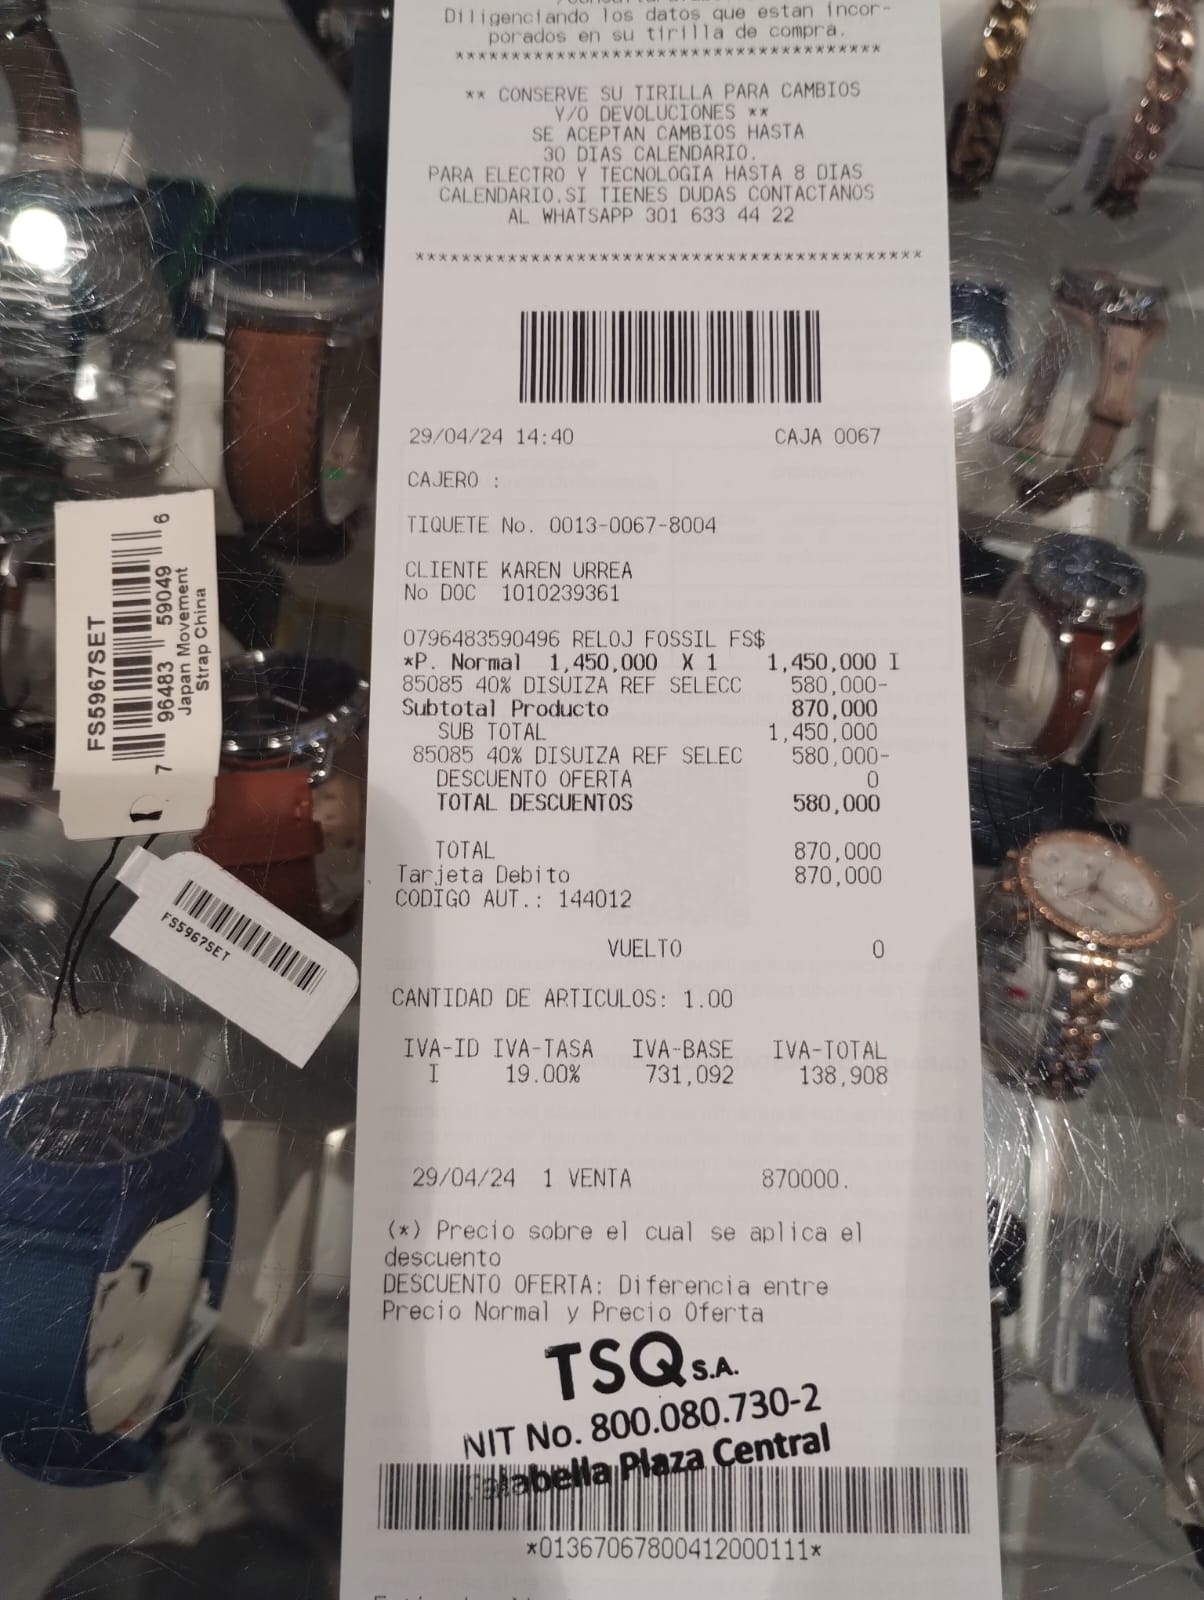 Diligenciando los datos que estan incor-
porados en su tirilla de compra.
*************************************
** CONSERVE SU TIRILLA PARA CAMBIOS
Y/O DEVOLUCIONES **
SE ACEPTAN CAMBIOS HASTA
30 DIAS CALENDARIO.
PARA ELECTRO Y TECNOLOGIA HASTA 8 DIAS
CALENDARIO.SI TIENES DUDAS CONTACTANOS
AL WHATSAPP 301 633 44 22
********************************************
29/04/24 14:40 CAJA 0067
CAJERO :
TIQUETE No. 0013-0067-8004
CLIENTE KAREN URREA
No DOC 1010239361
0796483590496 RELOJ FOSSIL FS$
*P. Normal 1,450,000 X 1 1,450,000 I
85085 40% DISUIZA REF SELECC 580,000-
Subtotal Producto 870,000
SUB TOTAL 1,450,000
85085 40% DISUIZA REF SELEC 580,000-
DESCUENTO OFERTA 0
TOTAL DESCUENTOS 580,000
TOTAL 870,000
Tarjeta Debito 870,000
CODIGO AUT.: 144012
VUELTO 0
CANTIDAD DE ARTICULOS: 1.00
IVA-ID IVA-TASA IVA-BASE IVA-TOTAL
I 19.00% 731,092 138,908
29/04/24 1 VENTA 870000.
(*) Precio sobre el cual se aplica el
descuento
DESCUENTO OFERTA: Diferencia entre
Precio Normal y Precio Oferta
TSQ S.A.
NIT No. 800.080.730-2
Falabella Plaza Central
*01367067800412000111*
FS5967SET
7 96483 59049 6
Japan Movement
Strap China
FS5967SET